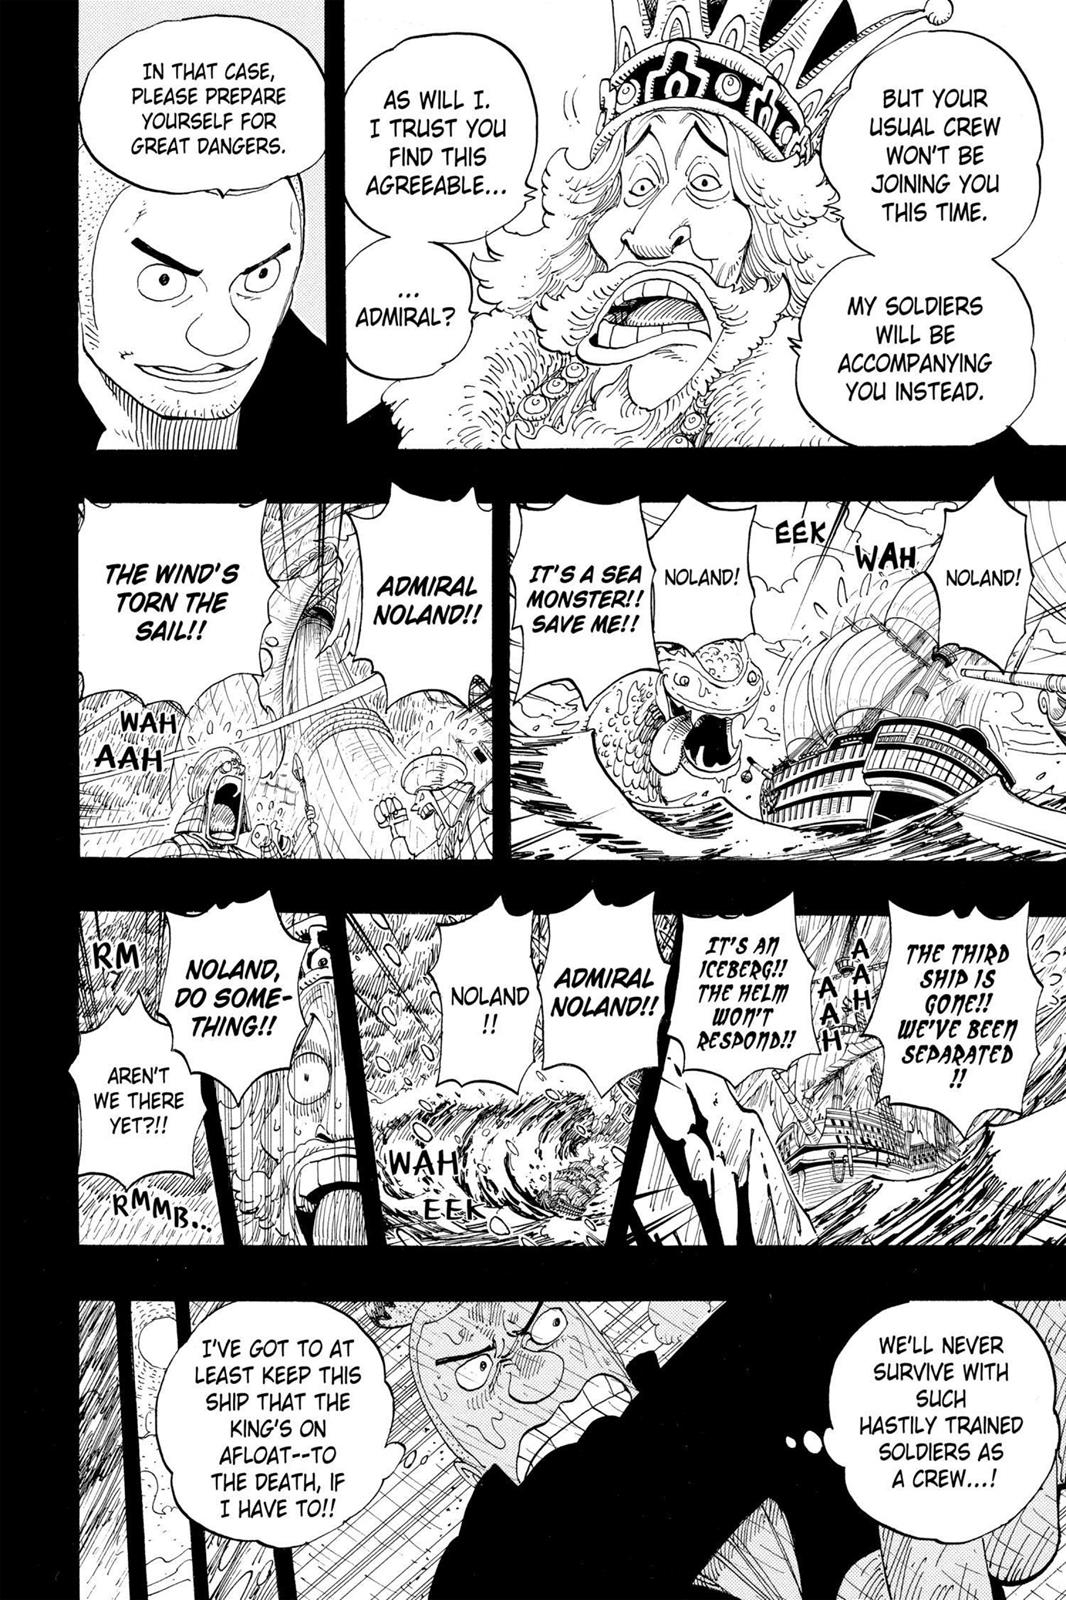 BUT YOUR
USUAL CREW
WON'T BE
JOINING YOU
THIS TIME.
MY SOLDIERS
WILL BE
ACCOMPANYING
YOU INSTEAD.
AS WILL I.
I TRUST YOU
FIND THIS
AGREEABLE...
...
ADMIRAL?
IN THAT CASE,
PLEASE PREPARE
YOURSELF FOR
GREAT DANGERS.
NOLAND!
WAH
EEK
NOLAND!
IT'S A SEA
MONSTER!!
SAVE ME!!
ADMIRAL
NOLAND!!
THE WIND'S
TORN THE
SAIL!!
WAH
AAH
THE THIRD
SHIP IS
GONE!!
WE'VE BEEN
SEPARATED
!!
AAAH
AAH
IT'S AN
ICEBERG!!
THE HELM
WON'T
RESPOND!!
ADMIRAL
NOLAND!!
NOLAND
!!
WAH
EEK
NOLAND,
DO SOME-
THING!!
RM
AREN'T
WE THERE
YET?!!
RMMMB...
WE'LL NEVER
SURVIVE WITH
SUCH
HASTILY TRAINED
SOLDIERS AS
A CREW...!
I'VE GOT TO AT
LEAST KEEP THIS
SHIP THAT THE
KING'S ON
AFLOAT--TO
THE DEATH, IF
I HAVE TO!!